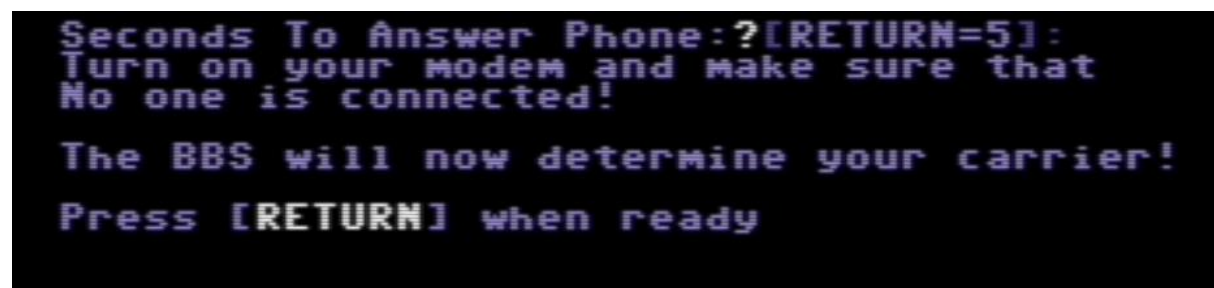 Seconds To Answer Phone:?[RETURN=5]:
Turn on your modem and make sure that
No one is connected!
The BBS will now determine your carrier!
Press [RETURN] when ready